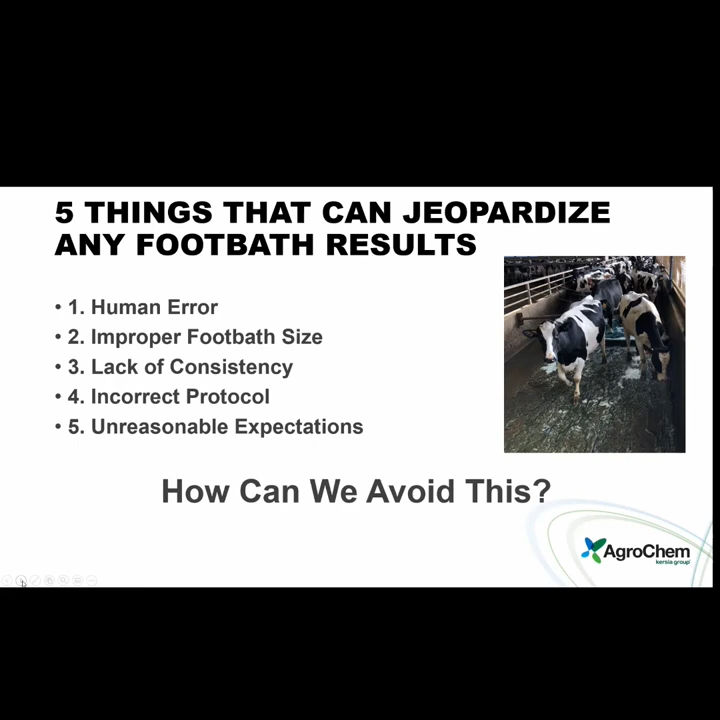 5 THINGS THAT CAN JEOPARDIZE
ANY FOOTBATH RESULTS
• 1. Human Error
• 2. Improper Footbath Size
• 3. Lack of Consistency
• 4. Incorrect Protocol
• 5. Unreasonable Expectations
How Can We Avoid This?
AgroChem
kersia group